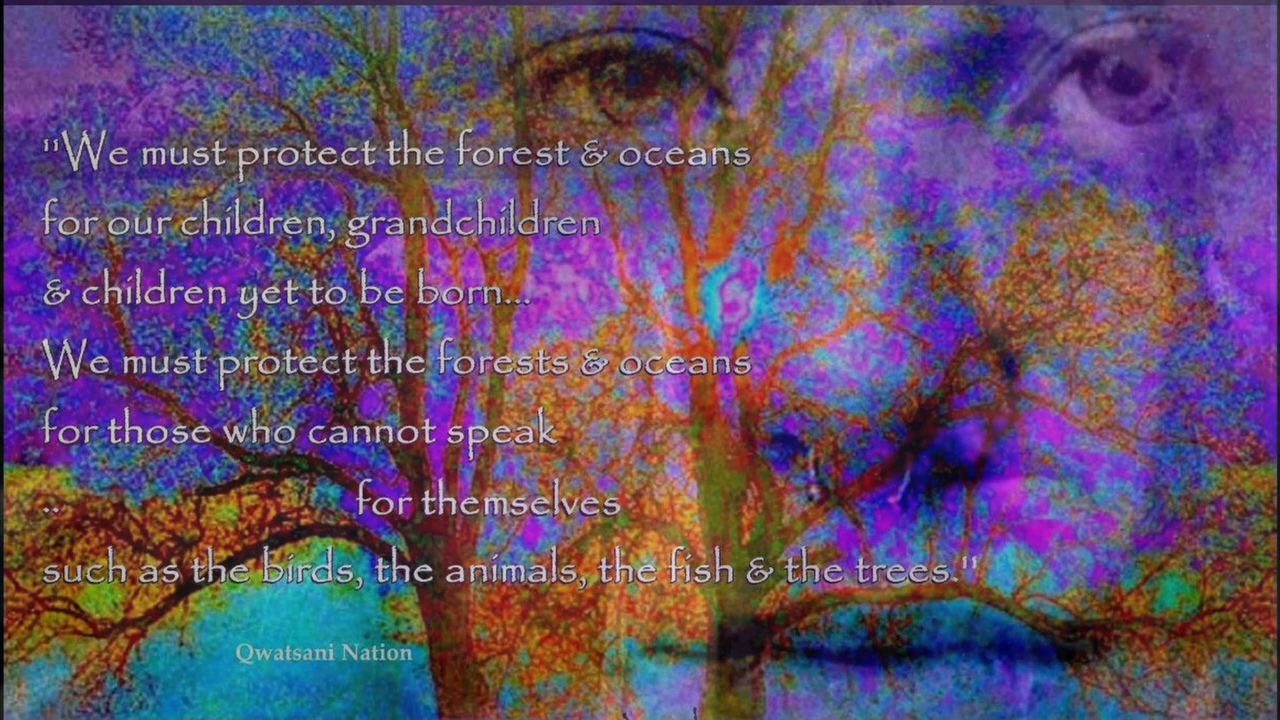 "We must protect the forest & oceans
for our children, grandchildren
& children yet to be born...
We must protect the forests & oceans
for those who cannot speak
.. for themselves
such as the birds, the animals, the fish & the trees."
Qwatsani Nation